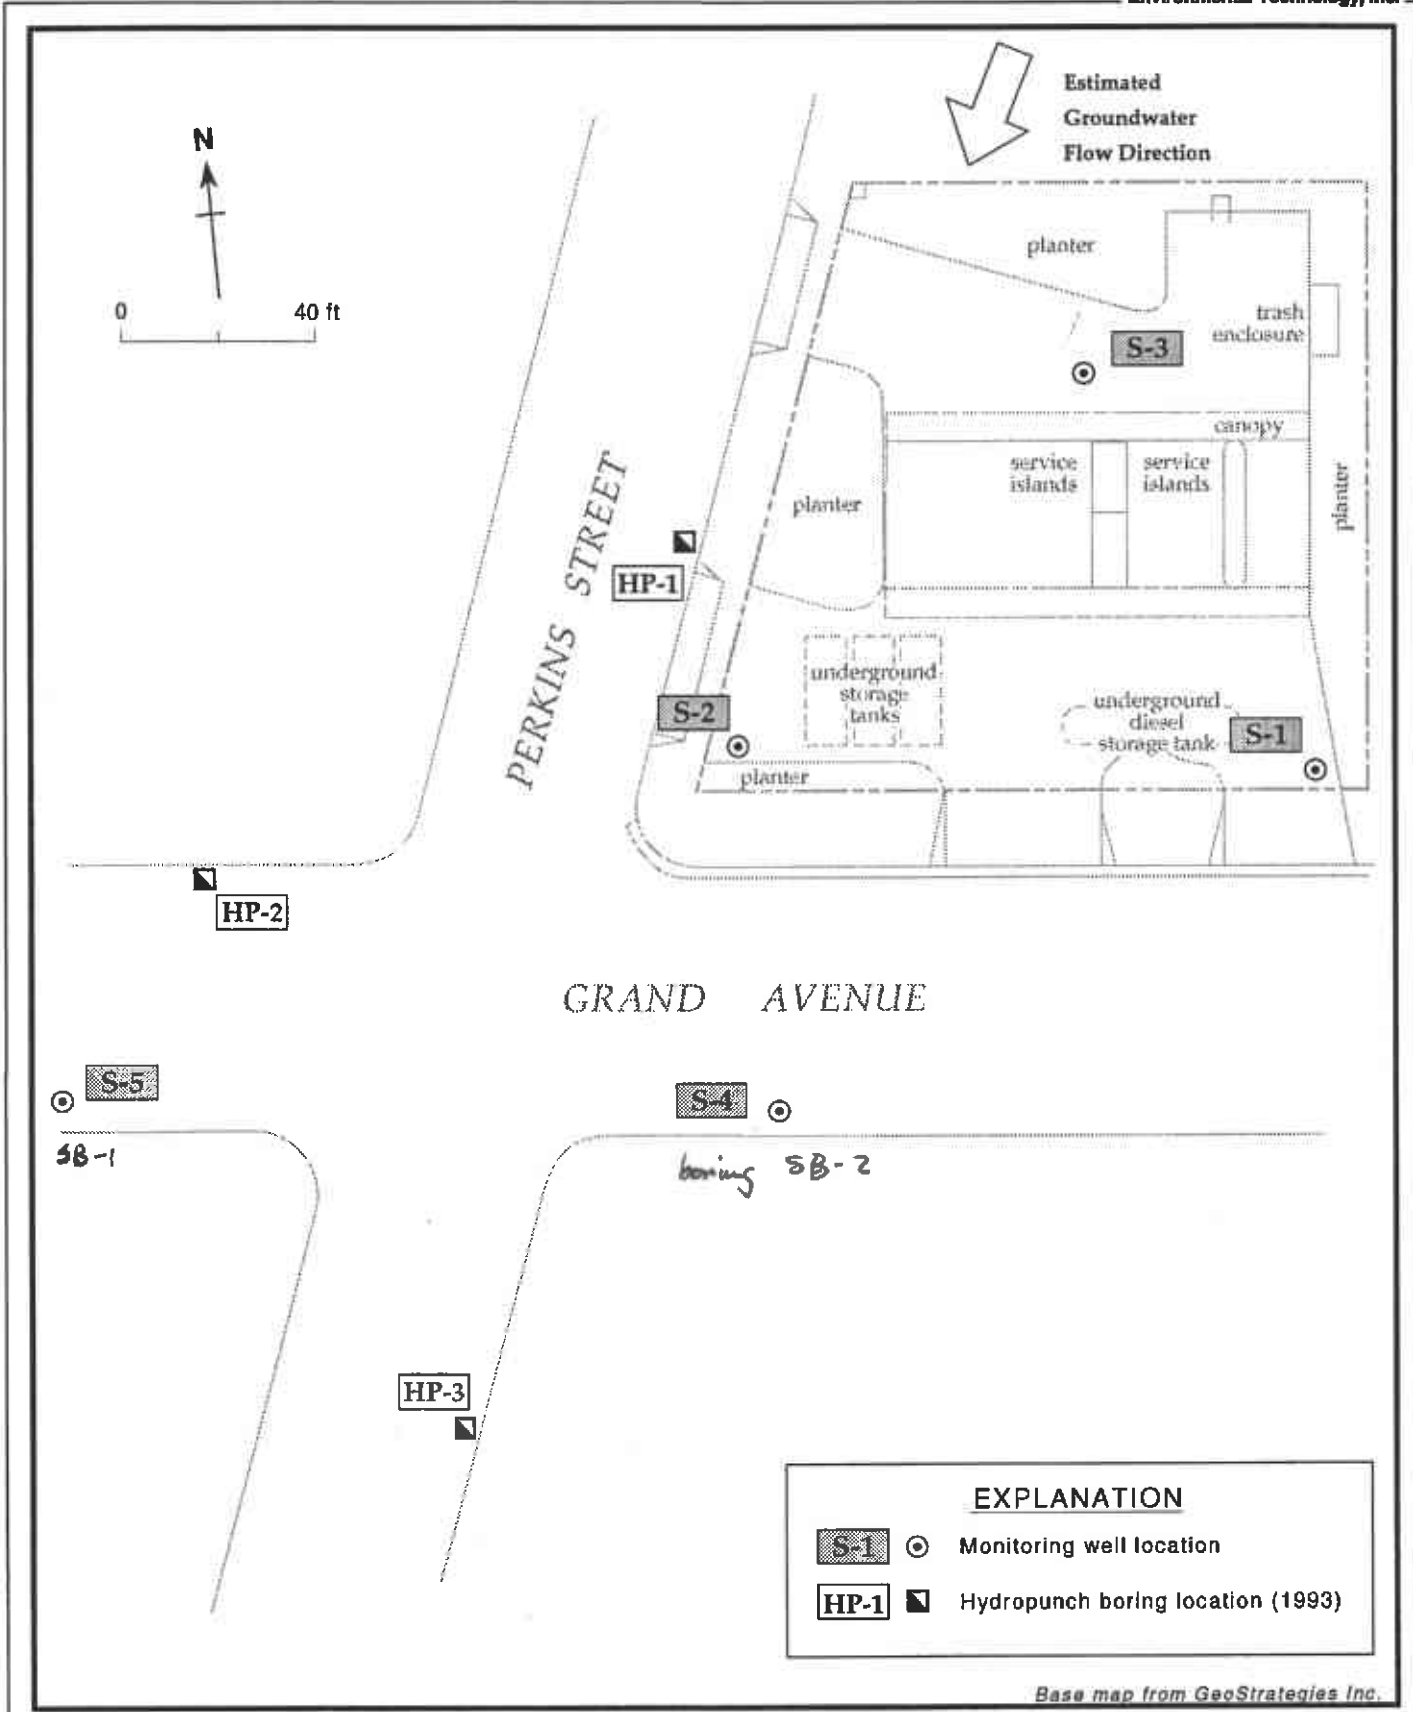 Environmental Technology, Inc.
Estimated
Groundwater
Flow Direction
N
0 40 ft
planter
trash
enclosure
S-3
canopy
service
islands
service
islands
planter
planter
PERKINS STREET
HP-1
underground
storage
tanks
S-2
underground
diesel
storage tank
S-1
planter
HP-2
GRAND AVENUE
S-5
S-4
SB-1
boring SB-2
HP-3
EXPLANATION
S-1 Monitoring well location
HP-1 Hydropunch boring location (1993)
Base map from GeoStrategies Inc.